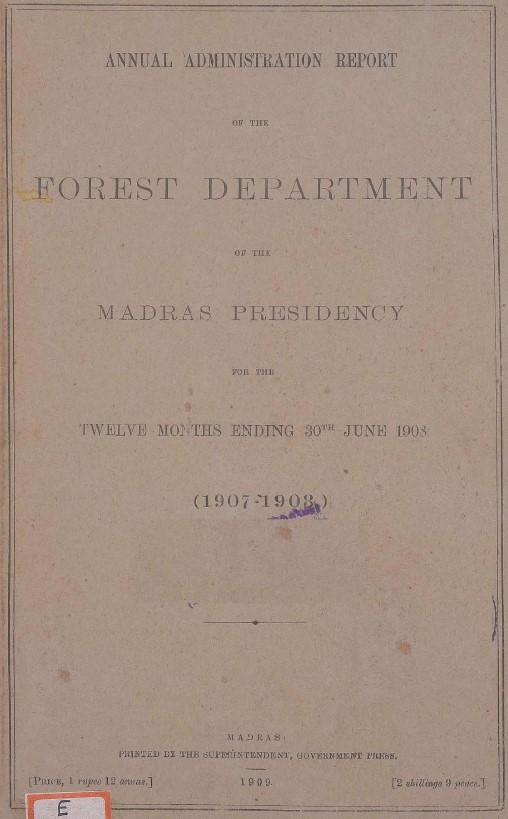 ANNUAL ADMINISTRATION REPORT
OF THE
FOREST DEPARTMENT
OF THE
MADRAS PRESIDENCY
FOR THE
TWELVE MONTHS ENDING 30TH JUNE 1908
(1907-1908.)
MADRAS:
PRINTED BY THE SUPERINTENDENT, GOVERNMENT PRESS.
[PRICE, 1 rupee 12 annas.] 1909. [2 shillings 9 pence.]
E